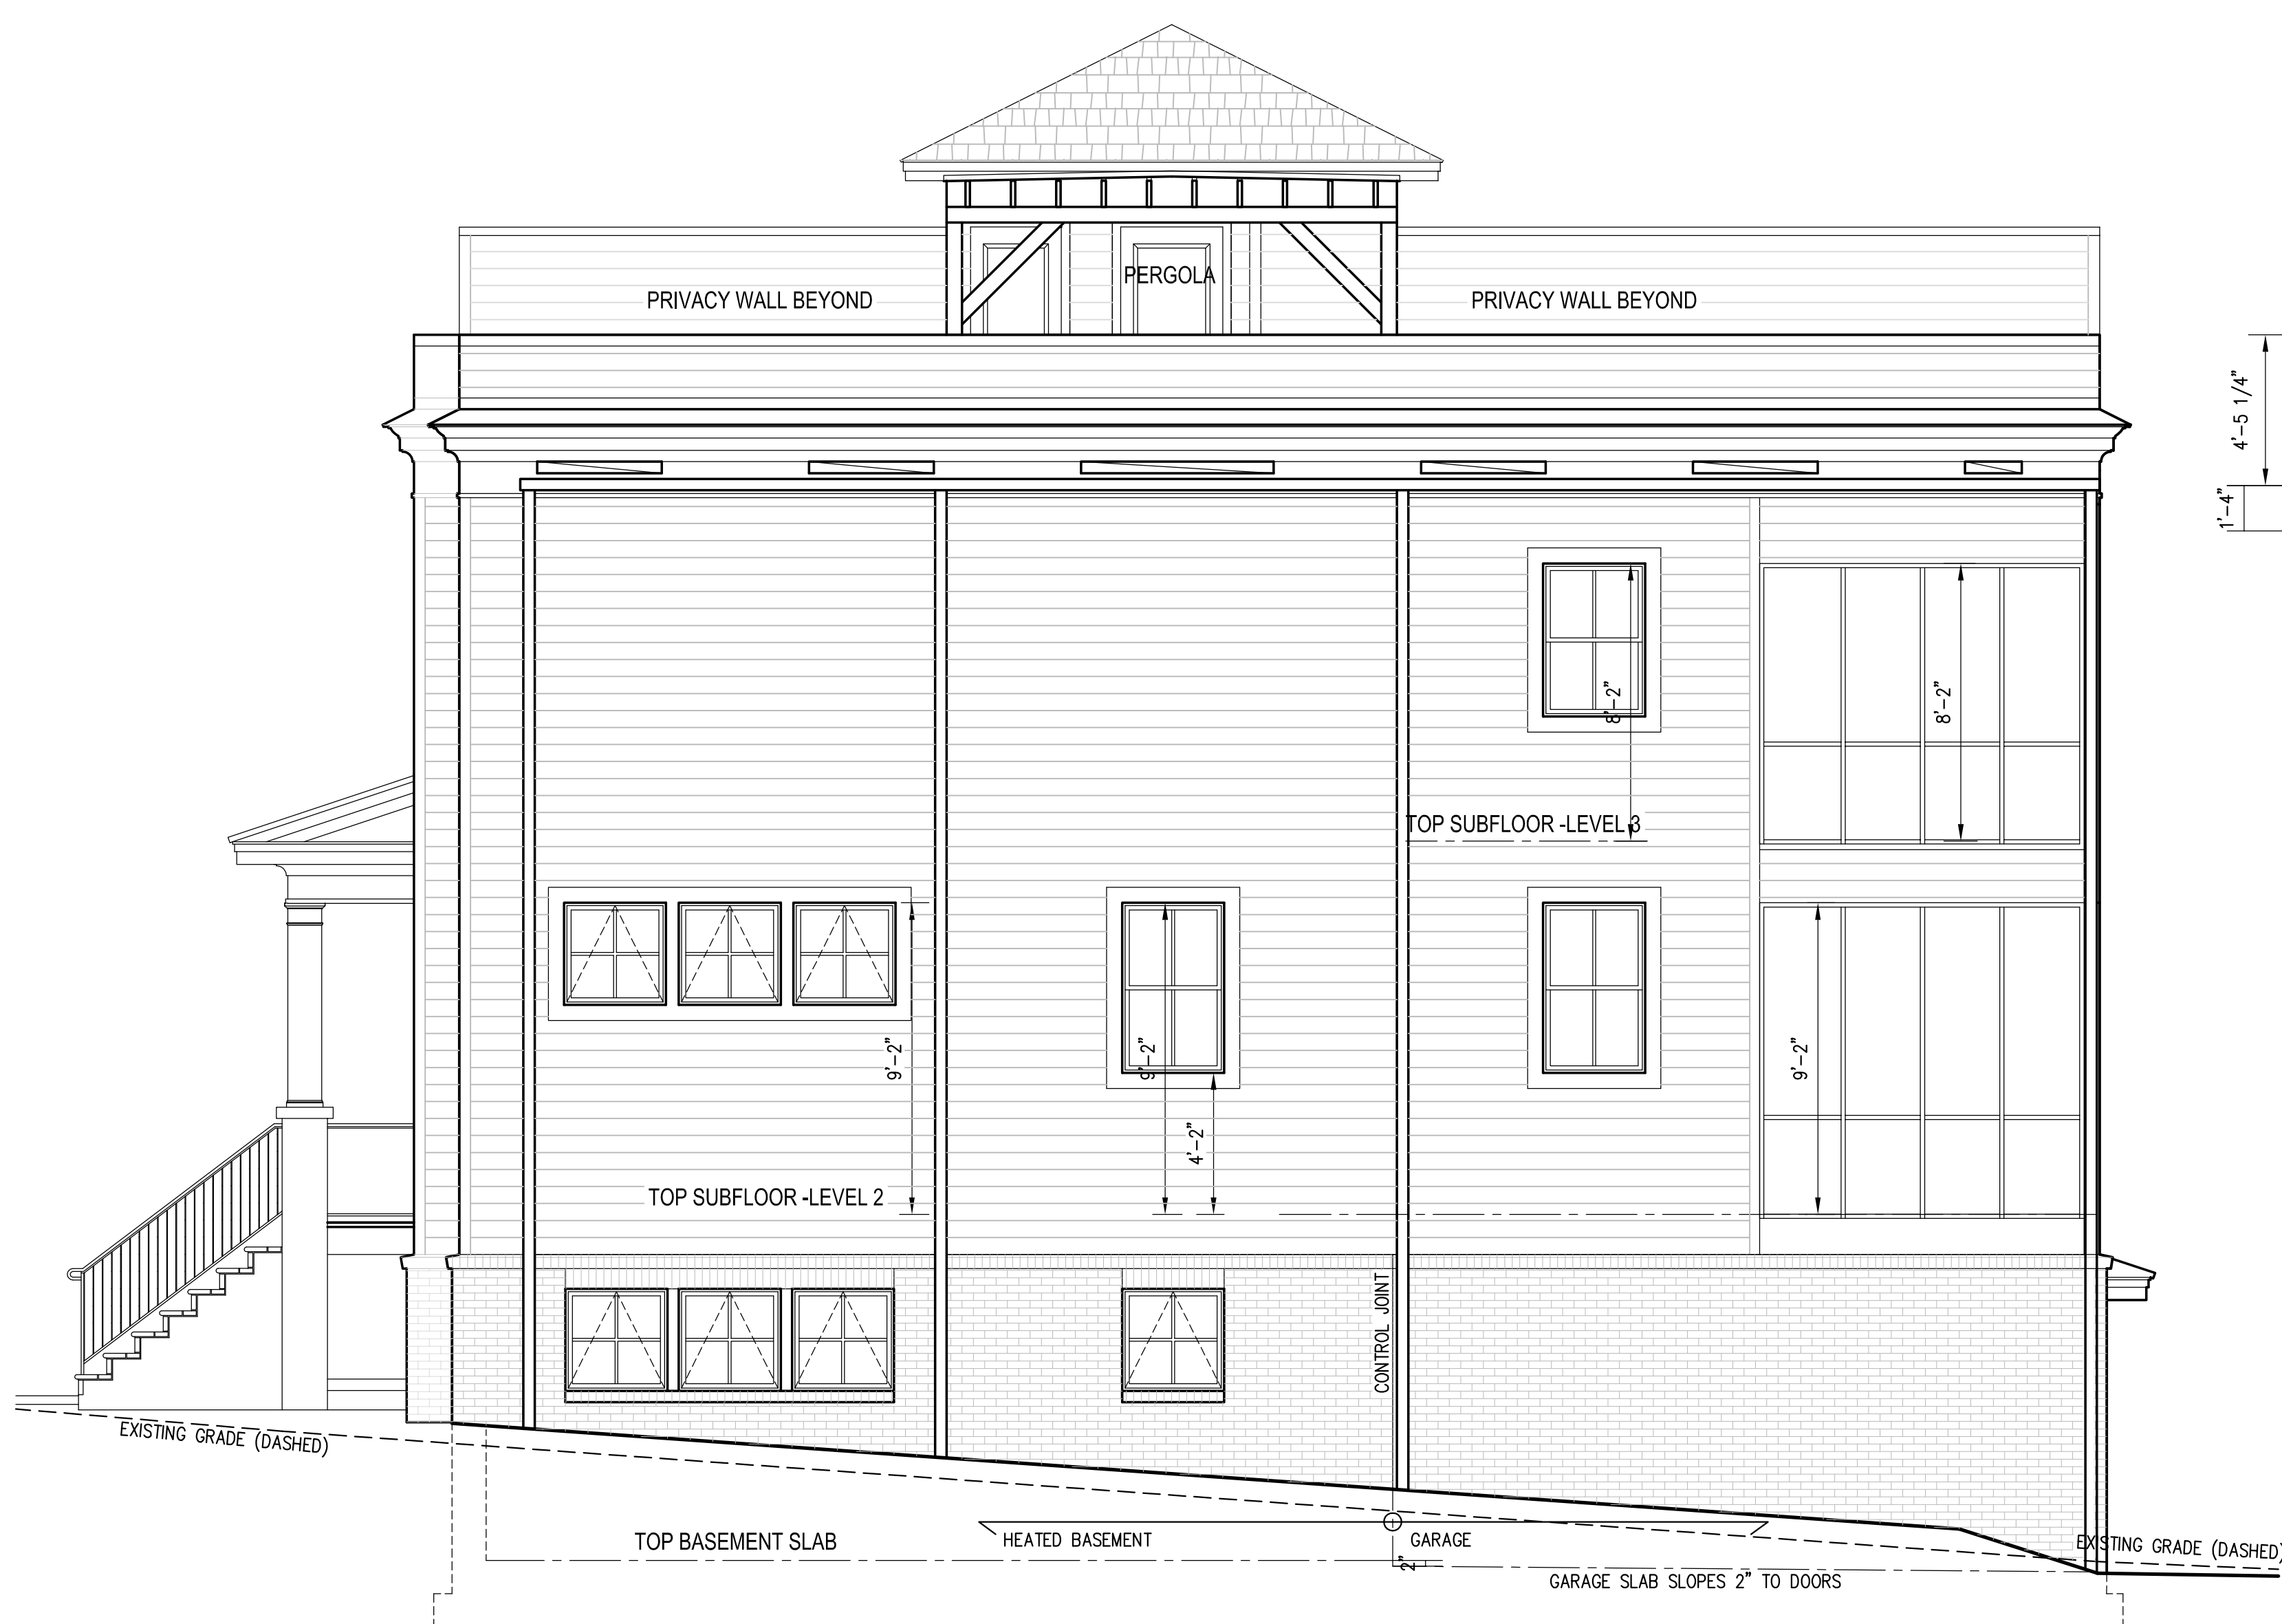 PERGOLA
PRIVACY WALL BEYOND
PRIVACY WALL BEYOND
4'-5 1/4"
1'-4"
8'-2"
8'-2"
TOP SUBFLOOR -LEVEL 3
9'-2"
9'-2"
9'-2"
4'-2"
TOP SUBFLOOR -LEVEL 2
CONTROL JOINT
EXISTING GRADE (DASHED)
TOP BASEMENT SLAB
HEATED BASEMENT
GARAGE
EXISTING GRADE (DASHED)
2"
GARAGE SLAB SLOPES 2" TO DOORS